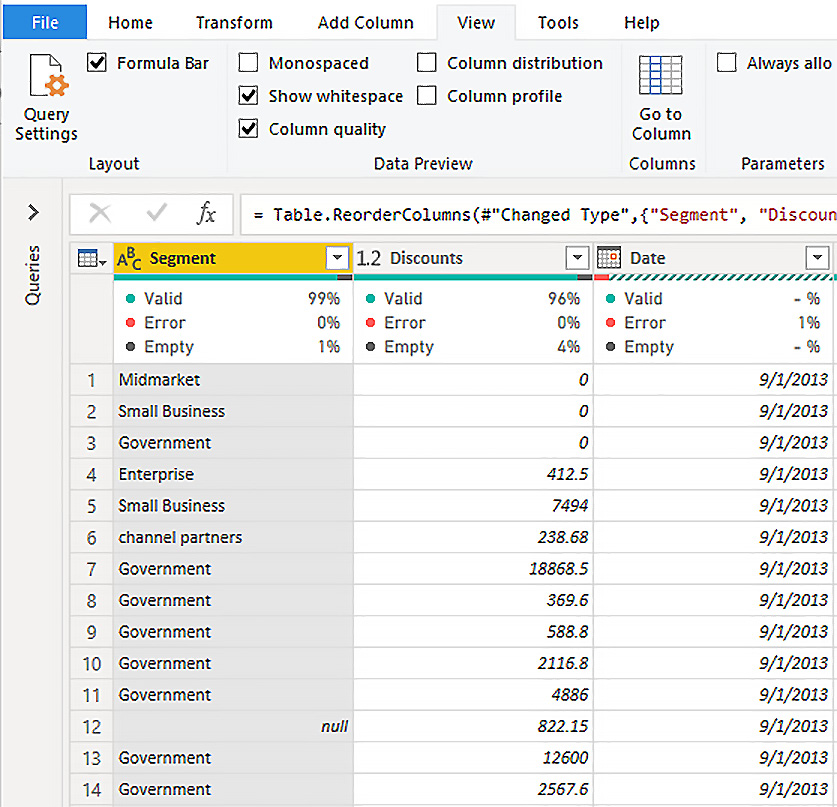 File Home Transform Add Column View Tools Help
Formula Bar Monospaced Column distribution Always allo
Show whitespace Column profile
Query Settings Column quality Go to Column
Layout Data Preview Columns Parameters
fx = Table.ReorderColumns(#"Changed Type",{"Segment", "Discoun
Queries
ABC Segment 1.2 Discounts Date
Valid 99% Valid 96% Valid - %
Error 0% Error 0% Error 1%
Empty 1% Empty 4% Empty - %
1 Midmarket 0 9/1/2013
2 Small Business 0 9/1/2013
3 Government 0 9/1/2013
4 Enterprise 412.5 9/1/2013
5 Small Business 7494 9/1/2013
6 channel partners 238.68 9/1/2013
7 Government 18868.5 9/1/2013
8 Government 369.6 9/1/2013
9 Government 588.8 9/1/2013
10 Government 2116.8 9/1/2013
11 Government 4886 9/1/2013
12 null 822.15 9/1/2013
13 Government 12600 9/1/2013
14 Government 2567.6 9/1/2013